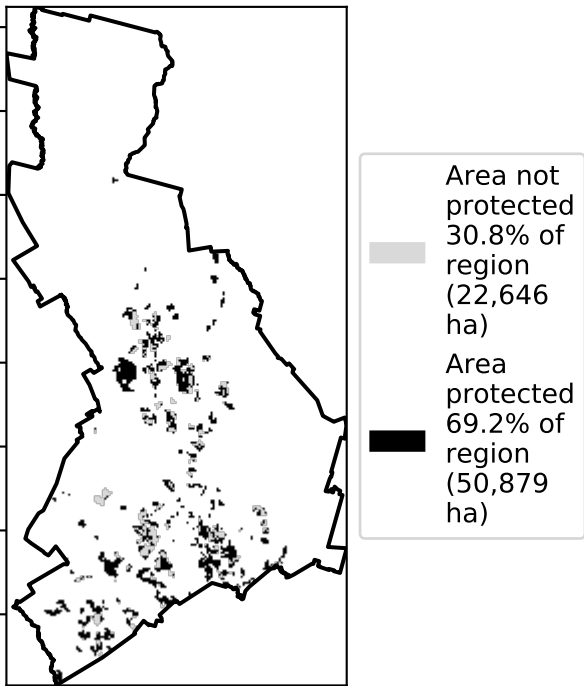 Area not
protected
30.8% of
region
(22,646
ha)
Area
protected
69.2% of
region
(50,879
ha)